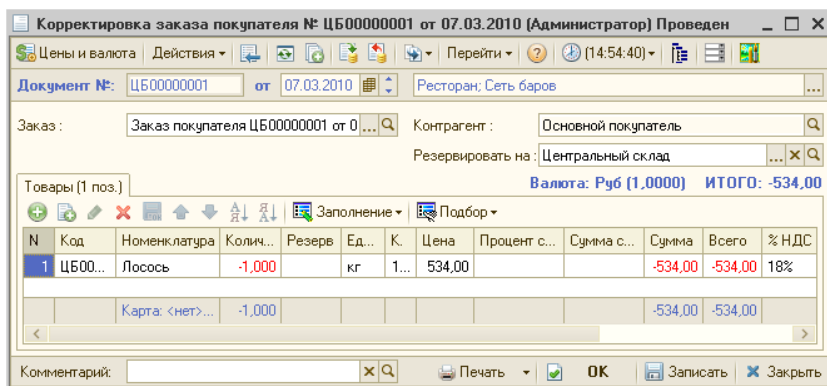 Корректировка заказа покупателя № ЦБ00000001 от 07.03.2010 (Администратор) Проведен
Цены и валюта Действия Перейти (14:54:40)
Документ №: ЦБ00000001 от 07.03.2010 Ресторан; Сеть баров ...
Заказ : Заказ покупателя ЦБ00000001 от 0 ... Контрагент : Основной покупатель
Резервировать на : Центральный склад ...
Товары (1 поз.) Валюта: Руб (1,0000) ИТОГО: -534,00
Заполнение Подбор
N Код Номенклатура Колич... Резерв Ед... К. Цена Процент с... Сумма с... Сумма Всего % НДС
1 ЦБ00... Лосось -1,000 кг 1... 534,00 -534,00 -534,00 18%
Карта: <нет>... -1,000 -534,00 -534,00
Комментарий: Печать OK Записать Закрыть